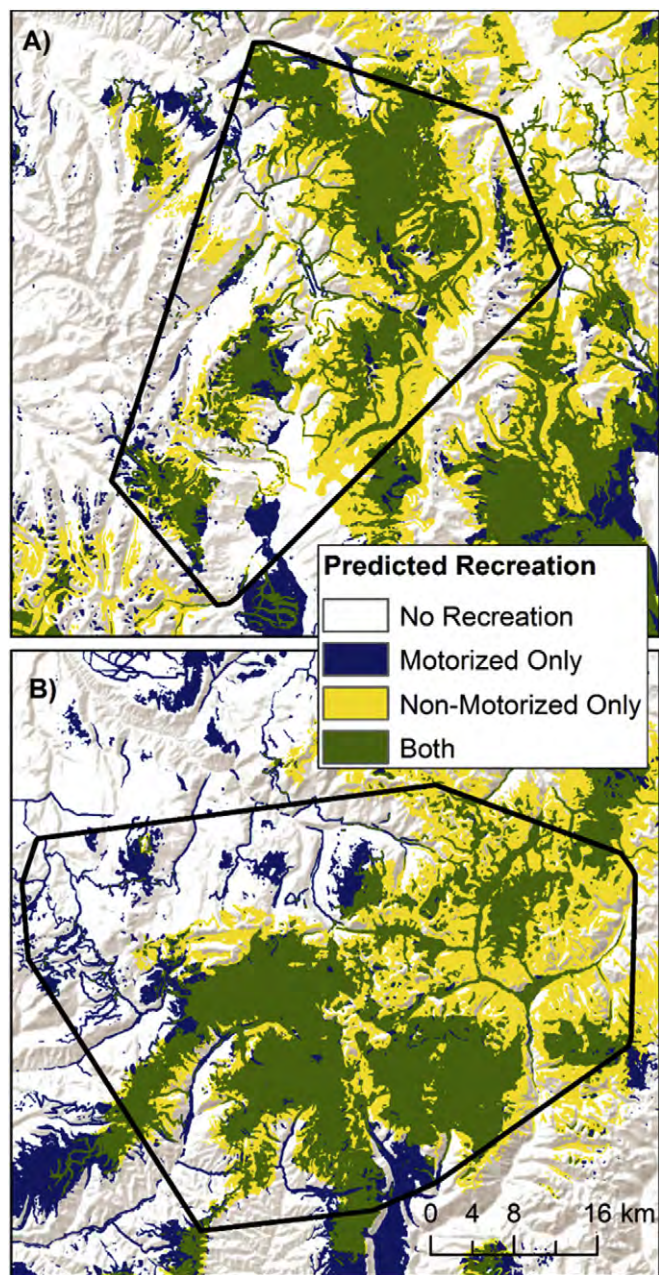 A)
Predicted Recreation
No Recreation
Motorized Only
Non-Motorized Only
Both
B)
0 4 8 16 km